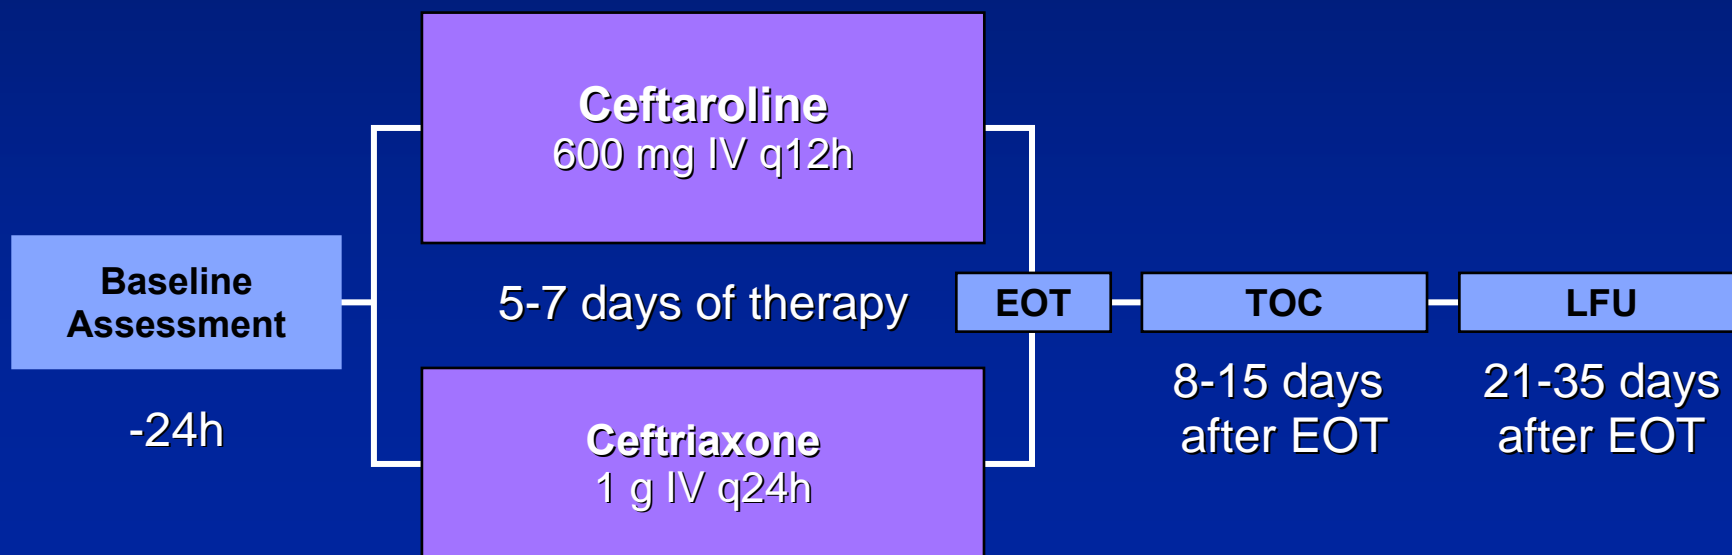 Ceftaroline
600 mg IV q12h
Baseline
Assessment
-24h
5-7 days of therapy
Ceftriaxone
1 g IV q24h
EOT
TOC
8-15 days
after EOT
LFU
21-35 days
after EOT